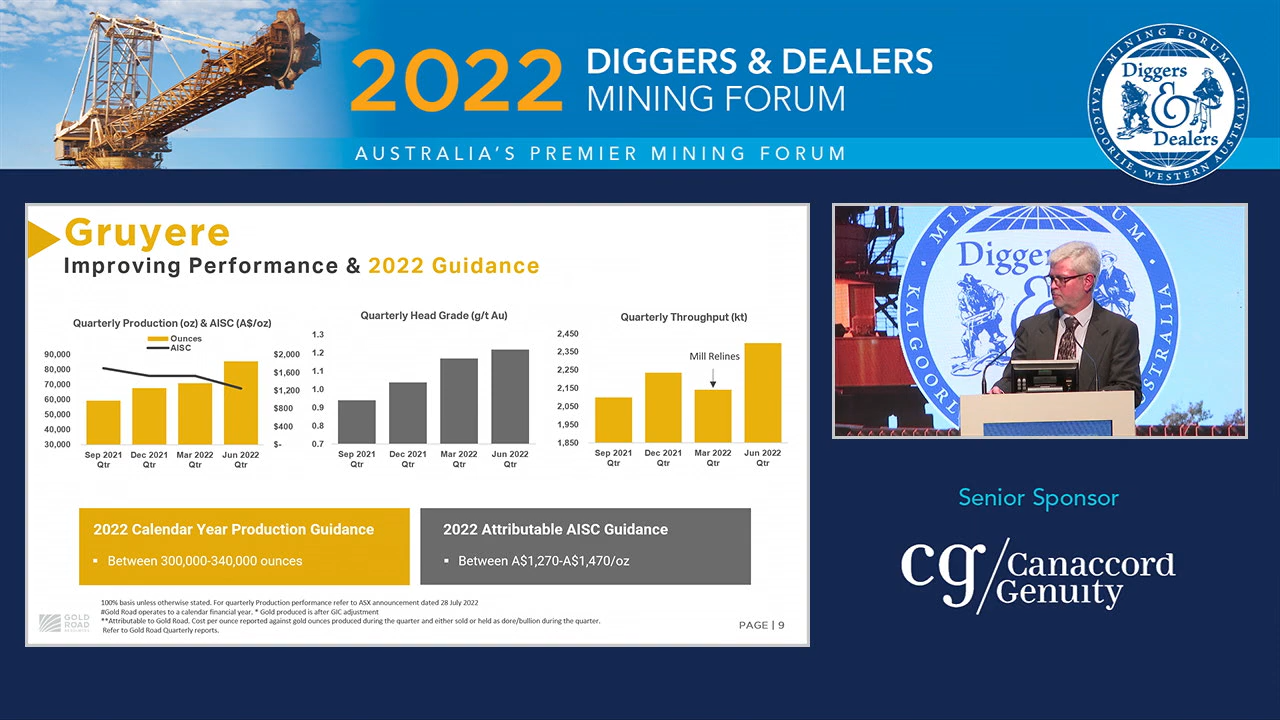 2022
DIGGERS & DEALERS
MINING FORUM
AUSTRALIA'S PREMIER MINING FORUM
MINING FORUM
Diggers
&
Dealers
KALGOORLIE, WESTERN AUSTRALIA
Gruyere
Improving Performance & 2022 Guidance
Quarterly Production (oz) & AISC (A$/oz)
Ounces
AISC
90,000
80,000
70,000
60,000
50,000
40,000
30,000
$2,000
$1,600
$1,200
$800
$400
$-
Sep 2021 Dec 2021 Mar 2022 Jun 2022
Qtr Qtr Qtr Qtr
Quarterly Head Grade (g/t Au)
1.3
1.2
1.1
1.0
0.9
0.8
0.7
Sep 2021 Dec 2021 Mar 2022 Jun 2022
Qtr Qtr Qtr Qtr
Quarterly Throughput (kt)
2,450
2,350
2,250
2,150
2,050
1,950
1,850
Mill Relines
Sep 2021 Dec 2021 Mar 2022 Jun 2022
Qtr Qtr Qtr Qtr
2022 Calendar Year Production Guidance
▪ Between 300,000-340,000 ounces
2022 Attributable AISC Guidance
▪ Between A$1,270-A$1,470/oz
100% basis unless otherwise stated. For quarterly Production performance refer to ASX announcement dated 28 July 2022
#Gold Road operates to a calendar financial year. * Gold produced is after GIC adjustment
**Attributable to Gold Road. Cost per ounce reported against gold ounces produced during the quarter and either sold or held as dore/bullion during the quarter.
Refer to Gold Road Quarterly reports.
GOLD
ROAD
PAGE | 9
Senior Sponsor
cg/Canaccord
Genuity